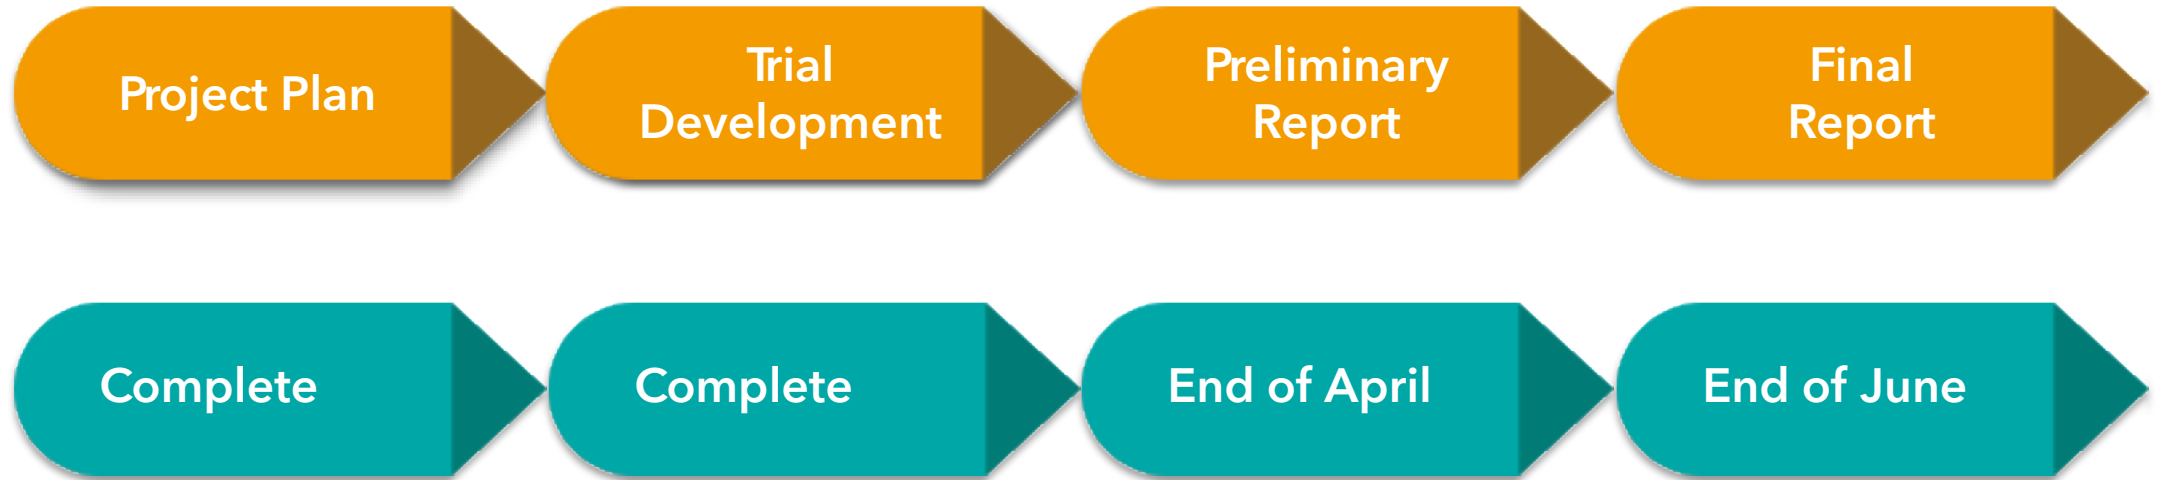 Project Plan
Trial
Development
Preliminary
Report
Final
Report
Complete
Complete
End of April
End of June